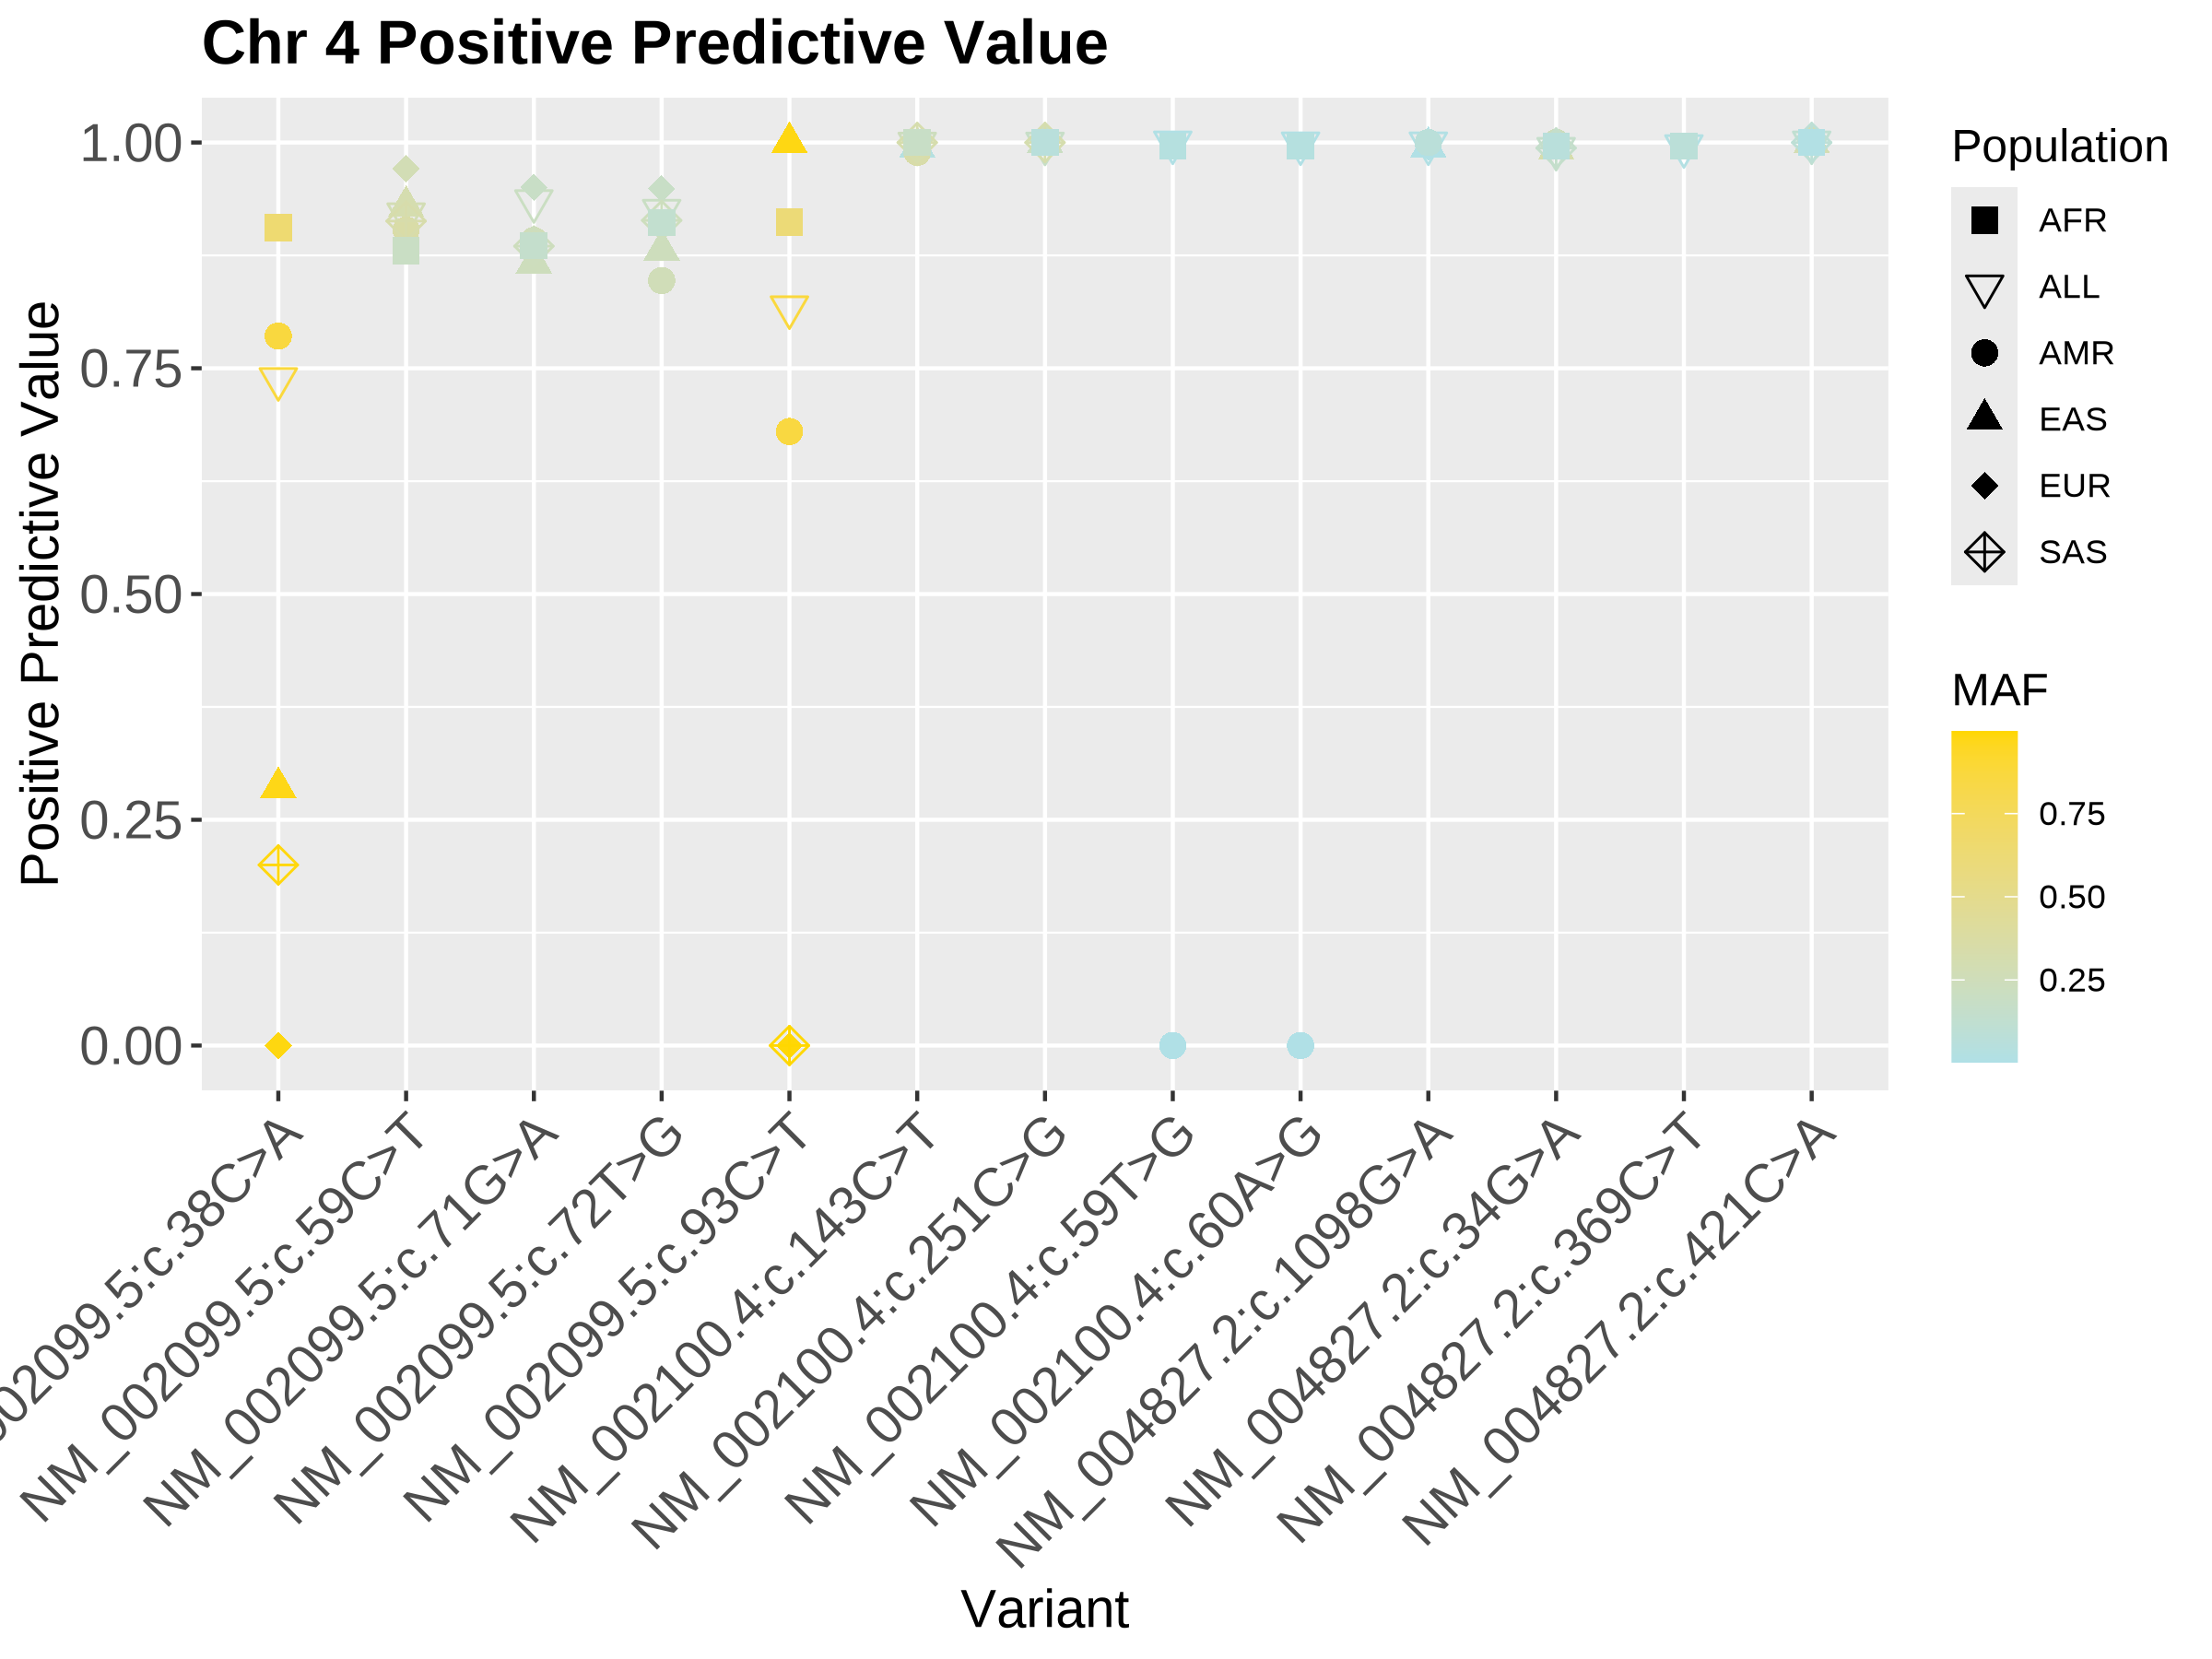 Chr 4 Positive Predictive Value
Positive Predictive Value
1.00
0.75
0.50
0.25
0.00
002099.5:c.38C>A
NM_002099.5:c.59C>T
NM_002099.5:c.71G>A
NM_002099.5:c.72T>G
NM_002099.5:c.93C>T
NM_002100.4:c.143C>T
NM_002100.4:c.251C>G
NM_002100.4:c.59T>G
NM_002100.4:c.60A>G
NM_004827.2:c.1098G>A
NM_004827.2:c.34G>A
NM_004827.2:c.369C>T
NM_004827.2:c.421C>A
Variant
Population
AFR
ALL
AMR
EAS
EUR
SAS
MAF
0.75
0.50
0.25